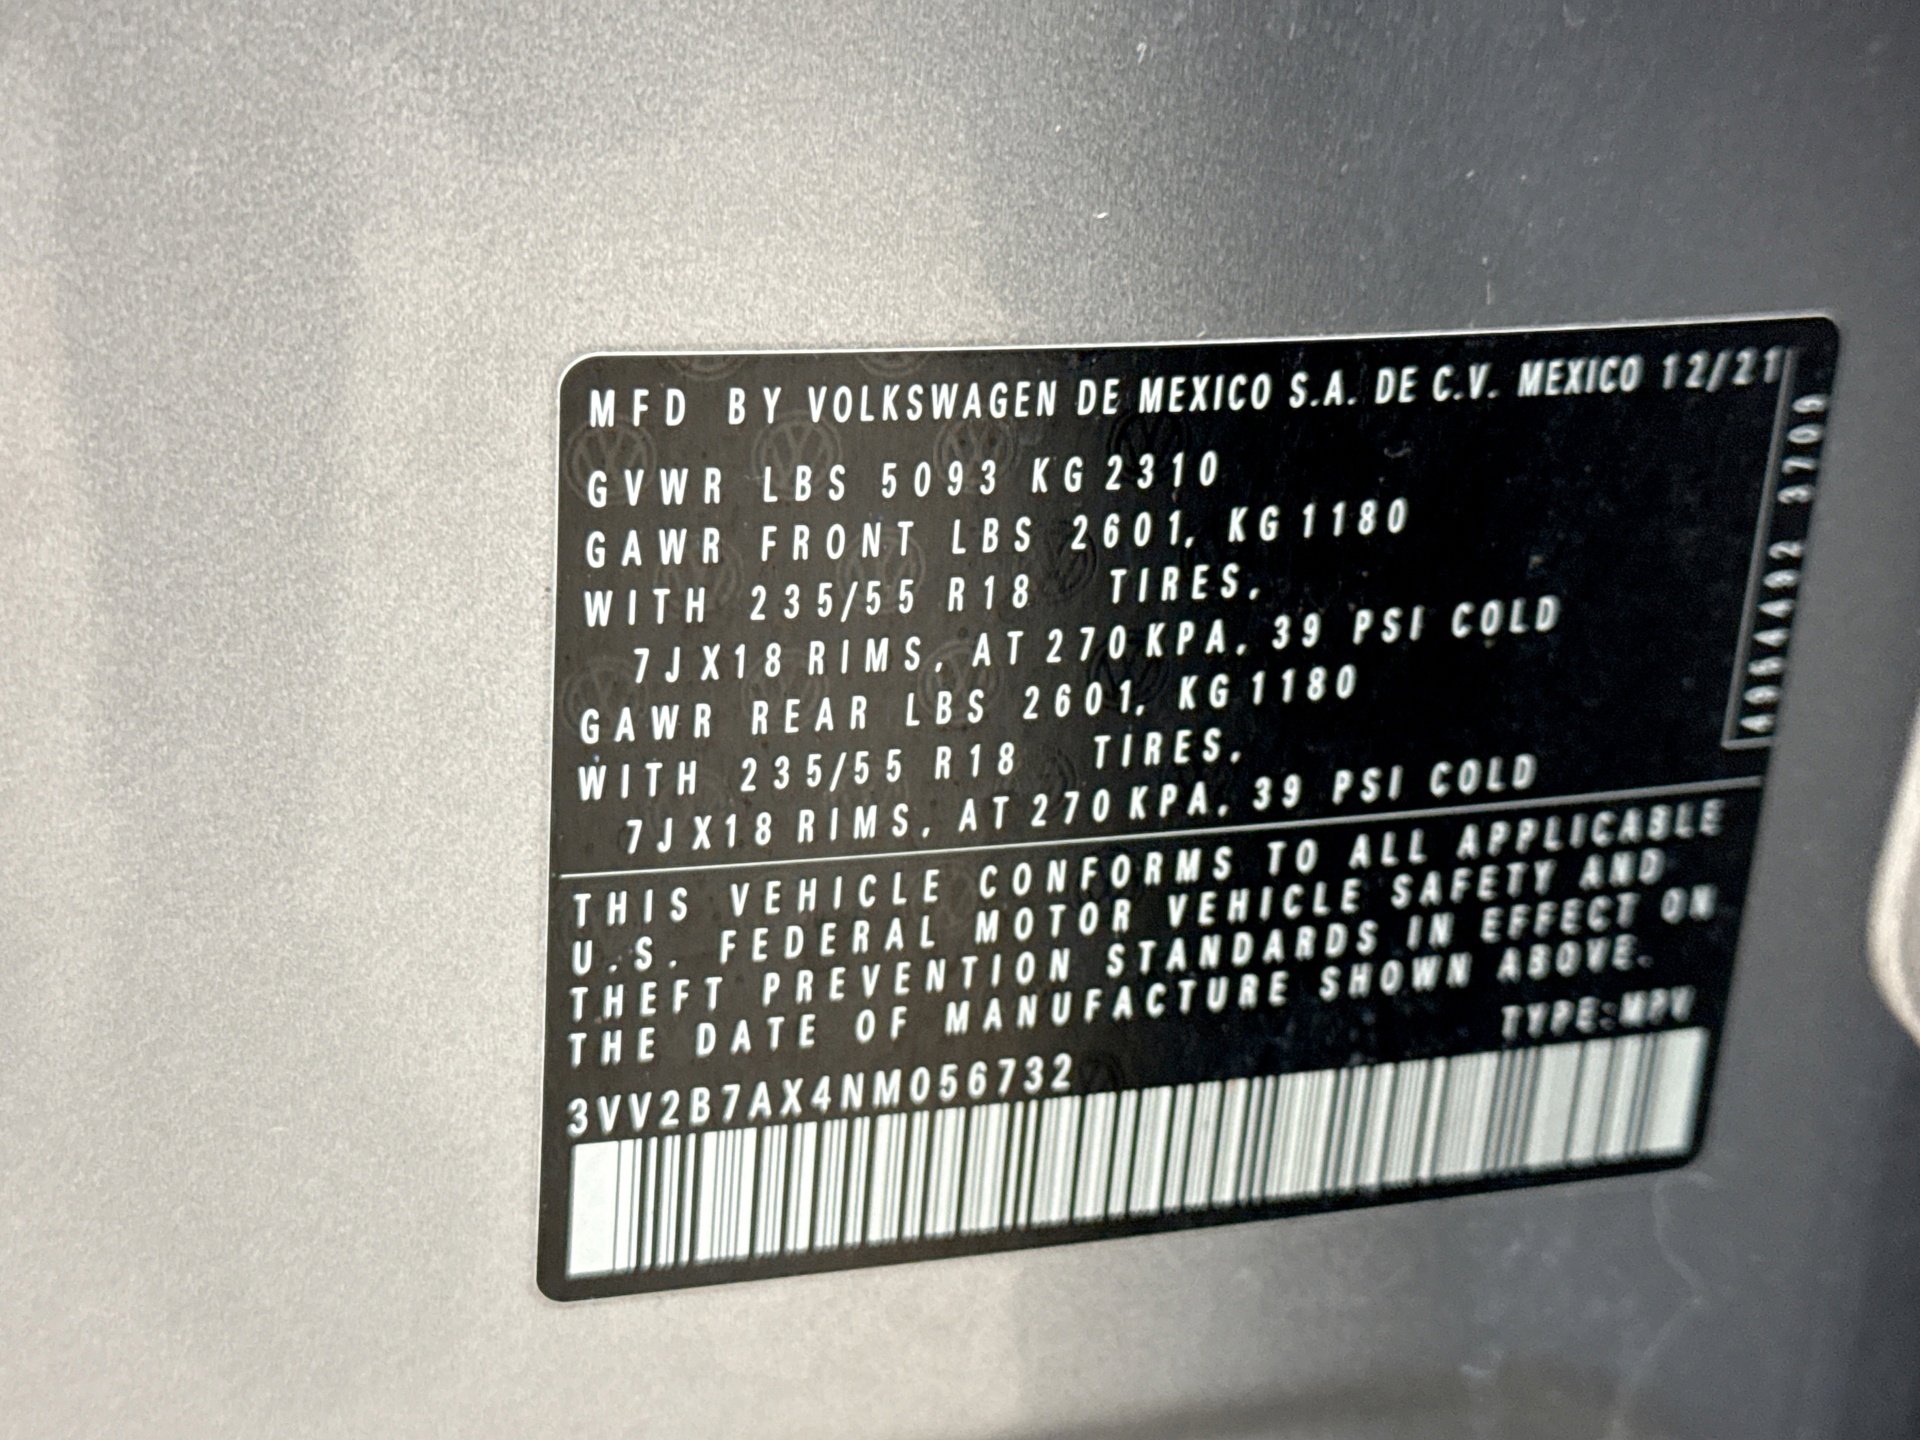 MFD BY VOLKSWAGEN DE MEXICO S.A. DE C.V. MEXICO 12/21
GVWR LBS 5093 KG 2310
GAWR FRONT LBS 2601, KG 1180
WITH 235/55 R18 TIRES,
7JX18 RIMS, AT 270 KPA, 39 PSI COLD
GAWR REAR LBS 2601, KG 1180
WITH 235/55 R18 TIRES,
7JX18 RIMS, AT 270 KPA, 39 PSI COLD
THIS VEHICLE CONFORMS TO ALL APPLICABLE
U.S. FEDERAL MOTOR VEHICLE SAFETY AND
THEFT PREVENTION STANDARDS IN EFFECT ON
THE DATE OF MANUFACTURE SHOWN ABOVE.
TYPE:MPV
3VV2B7AX4NM056732